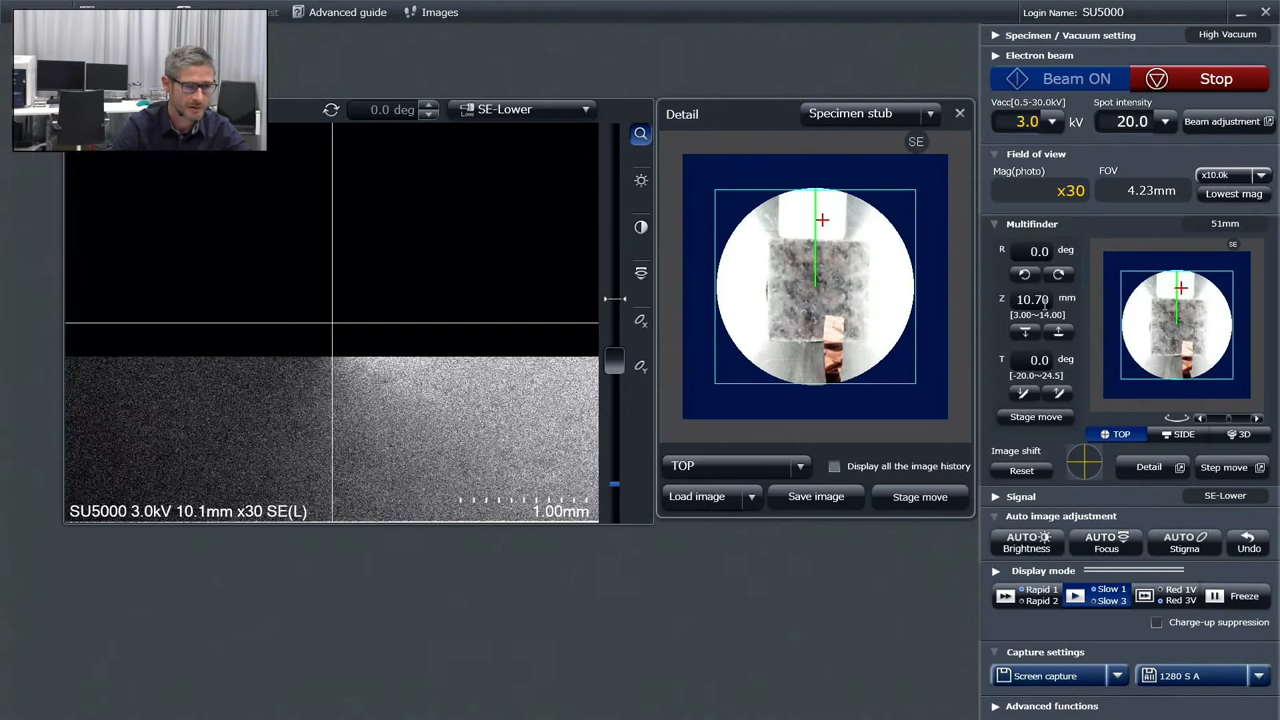 Advanced guide
Images
Login Name: SU5000
Specimen / Vacuum setting
High Vacuum
Electron beam
Beam ON
Stop
Vacc[0.5-30.0kV]
Spot intensity
3.0 kV
20.0
Beam adjustment
Field of view
Mag(photo)
FOV
x10.0k
x30
4.23mm
Lowest mag
Multifinder
51mm
R 0.0 deg
SE
Z 10.70 mm
[3.00~14.00]
T 0.0 deg
[-20.0~24.5]
Stage move
TOP
SIDE
3D
Image shift
Reset
Detail
Step move
Signal
SE-Lower
Auto image adjustment
AUTO Brightness
AUTO Focus
AUTO Stigma
Undo
Display mode
Rapid 1
Rapid 2
Slow 1
Slow 3
Red 1V
Red 3V
Freeze
Charge-up suppression
Capture settings
Screen capture
1280 S A
Advanced functions
0.0 deg
Low
SE-Lower
SU5000 3.0kV 10.1mm x30 SE(L)
1.00mm
Detail
Specimen stub
SE
TOP
Display all the image history
Load image
Save image
Stage move